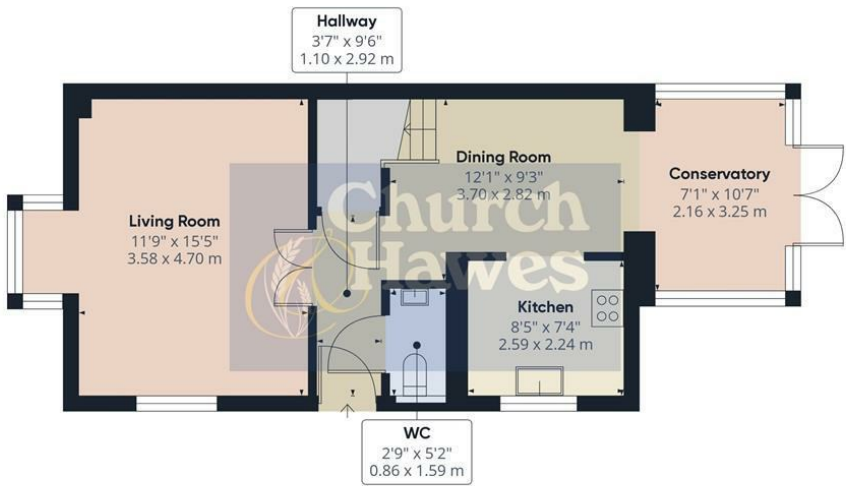 Hallway
3'7" x 9'6"
1.10 x 2.92 m
Dining Room
12'1" x 9'3"
3.70 x 2.82 m
Conservatory
7'1" x 10'7"
2.16 x 3.25 m
Living Room
11'9" x 15'5"
3.58 x 4.70 m
Church
Hawes
Kitchen
8'5" x 7'4"
2.59 x 2.24 m
WC
2'9" x 5'2"
0.86 x 1.59 m